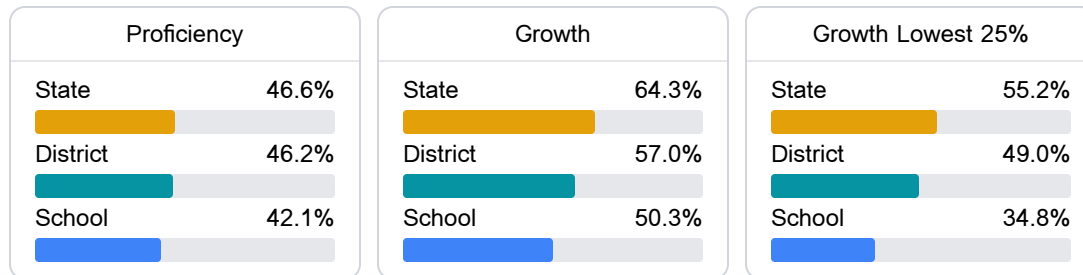 Proficiency
State 46.6%
District 46.2%
School 42.1%
Growth
State 64.3%
District 57.0%
School 50.3%
Growth Lowest 25%
State 55.2%
District 49.0%
School 34.8%